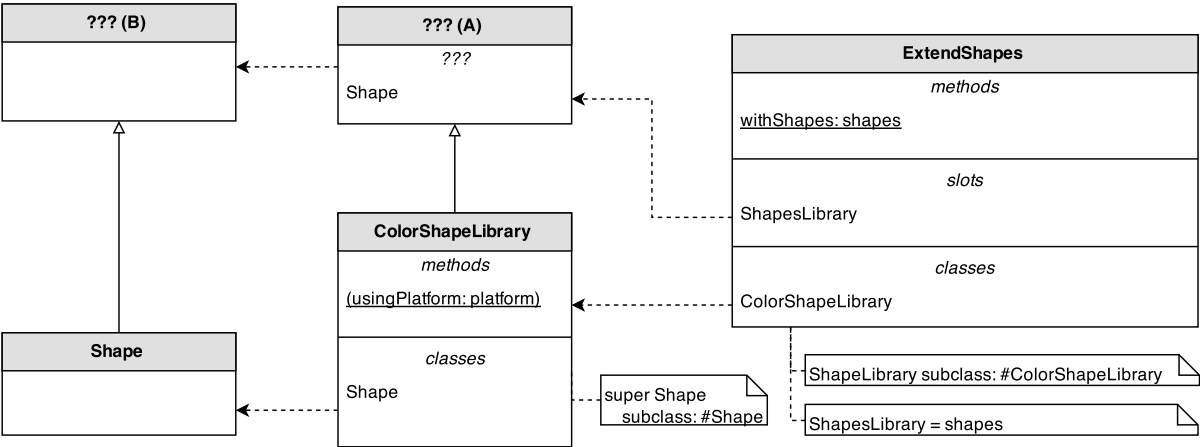 ??? (B)
??? (A)
???
Shape
ExtendShapes
methods
withShapes: shapes
slots
ShapesLibrary
classes
ColorShapeLibrary
ColorShapeLibrary
methods
(usingPlatform: platform)
classes
Shape
Shape
super Shape
subclass: #Shape
ShapeLibrary subclass: #ColorShapeLibrary
ShapesLibrary = shapes